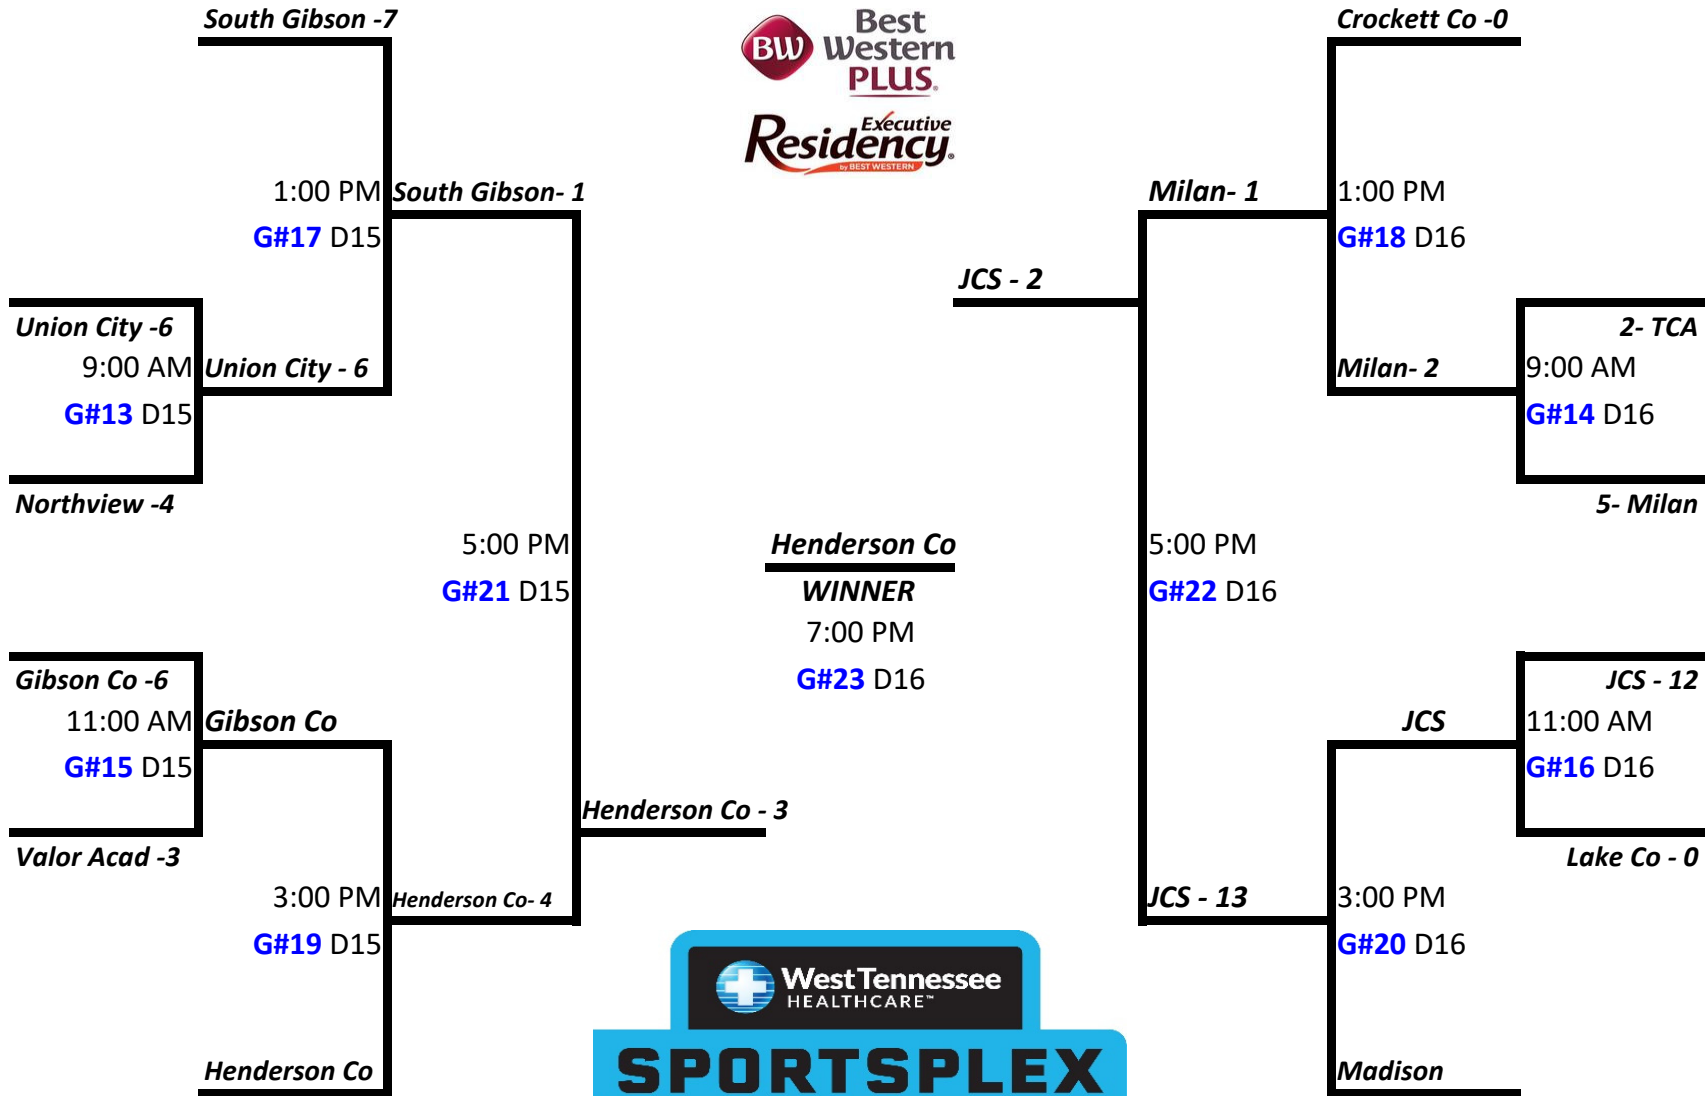 South Gibson -7
Best
Western
PLUS®
BW
Crockett Co -0
Executive
Residency®
by BEST WESTERN
1:00 PM
South Gibson- 1
G#17 D15
Milan- 1
1:00 PM
G#18 D16
JCS - 2
Union City -6
9:00 AM
Union City - 6
G#13 D15
Northview -4
2- TCA
Milan- 2
9:00 AM
G#14 D16
5- Milan
5:00 PM
G#21 D15
Henderson Co
WINNER
7:00 PM
G#23 D16
5:00 PM
G#22 D16
Gibson Co -6
11:00 AM
Gibson Co
G#15 D15
Valor Acad -3
JCS - 12
JCS
11:00 AM
G#16 D16
Lake Co - 0
Henderson Co - 3
3:00 PM
Henderson Co- 4
G#19 D15
JCS - 13
3:00 PM
G#20 D16
West Tennessee
HEALTHCARE™
SPORTSPLEX
Henderson Co
Madison